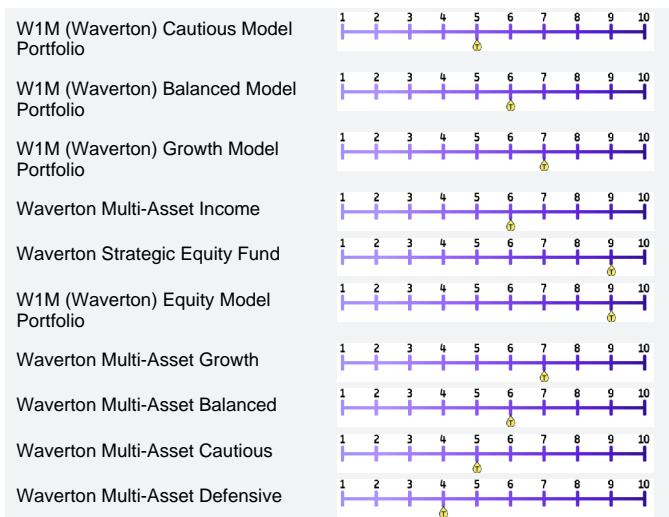 W1M (Waverton) Cautious Model
Portfolio
1 2 3 4 5 6 7 8 9 10
T
W1M (Waverton) Balanced Model
Portfolio
1 2 3 4 5 6 7 8 9 10
T
W1M (Waverton) Growth Model
Portfolio
1 2 3 4 5 6 7 8 9 10
T
Waverton Multi-Asset Income
1 2 3 4 5 6 7 8 9 10
T
Waverton Strategic Equity Fund
1 2 3 4 5 6 7 8 9 10
T
W1M (Waverton) Equity Model
Portfolio
1 2 3 4 5 6 7 8 9 10
T
Waverton Multi-Asset Growth
1 2 3 4 5 6 7 8 9 10
T
Waverton Multi-Asset Balanced
1 2 3 4 5 6 7 8 9 10
T
Waverton Multi-Asset Cautious
1 2 3 4 5 6 7 8 9 10
T
Waverton Multi-Asset Defensive
1 2 3 4 5 6 7 8 9 10
T